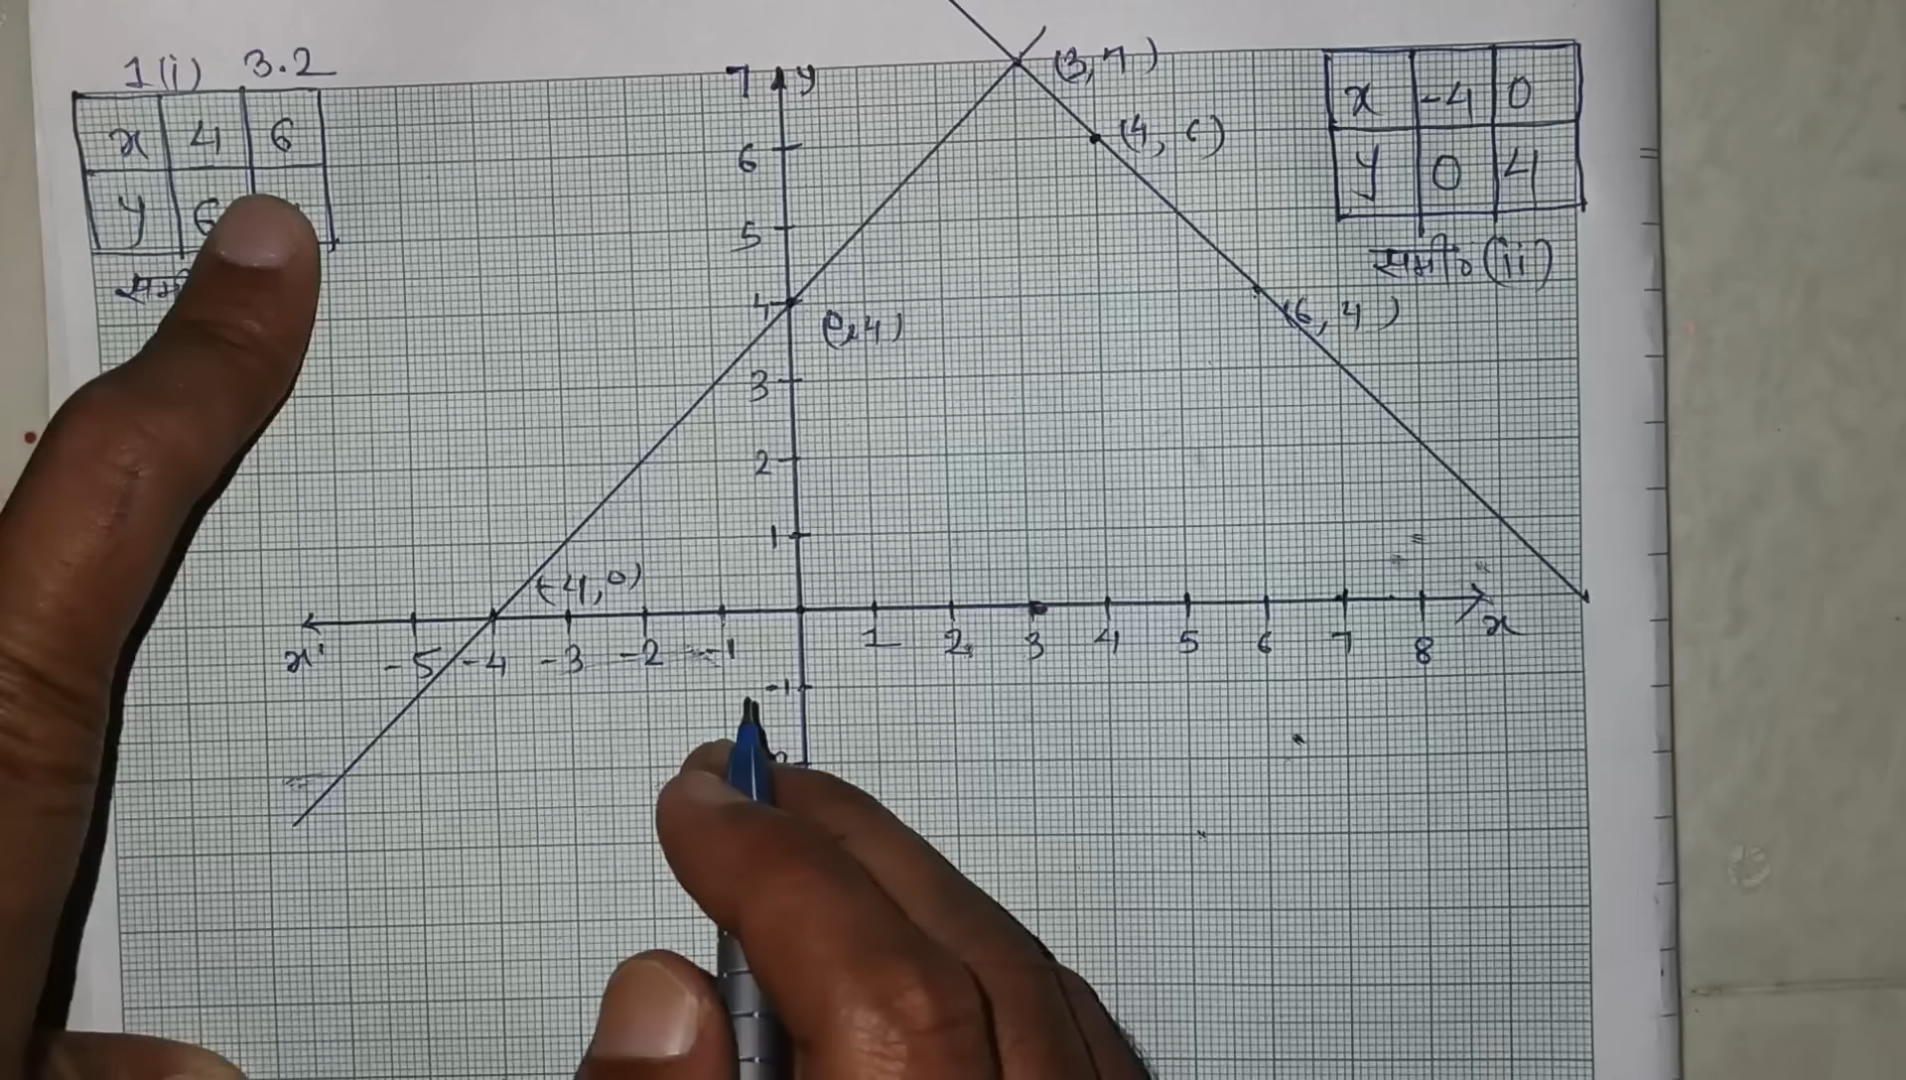 1(i) 3.2
x 4 6
y 6
x -4 0
y 0 4
समी० (ii)
7 y
(3,7)
6
(4, 6)
5
4
(0,4)
(6, 4)
3
2
1
(-4,0)
x' -5 -4 -3 -2 -1 1 2 3 4 5 6 7 8 x
-1